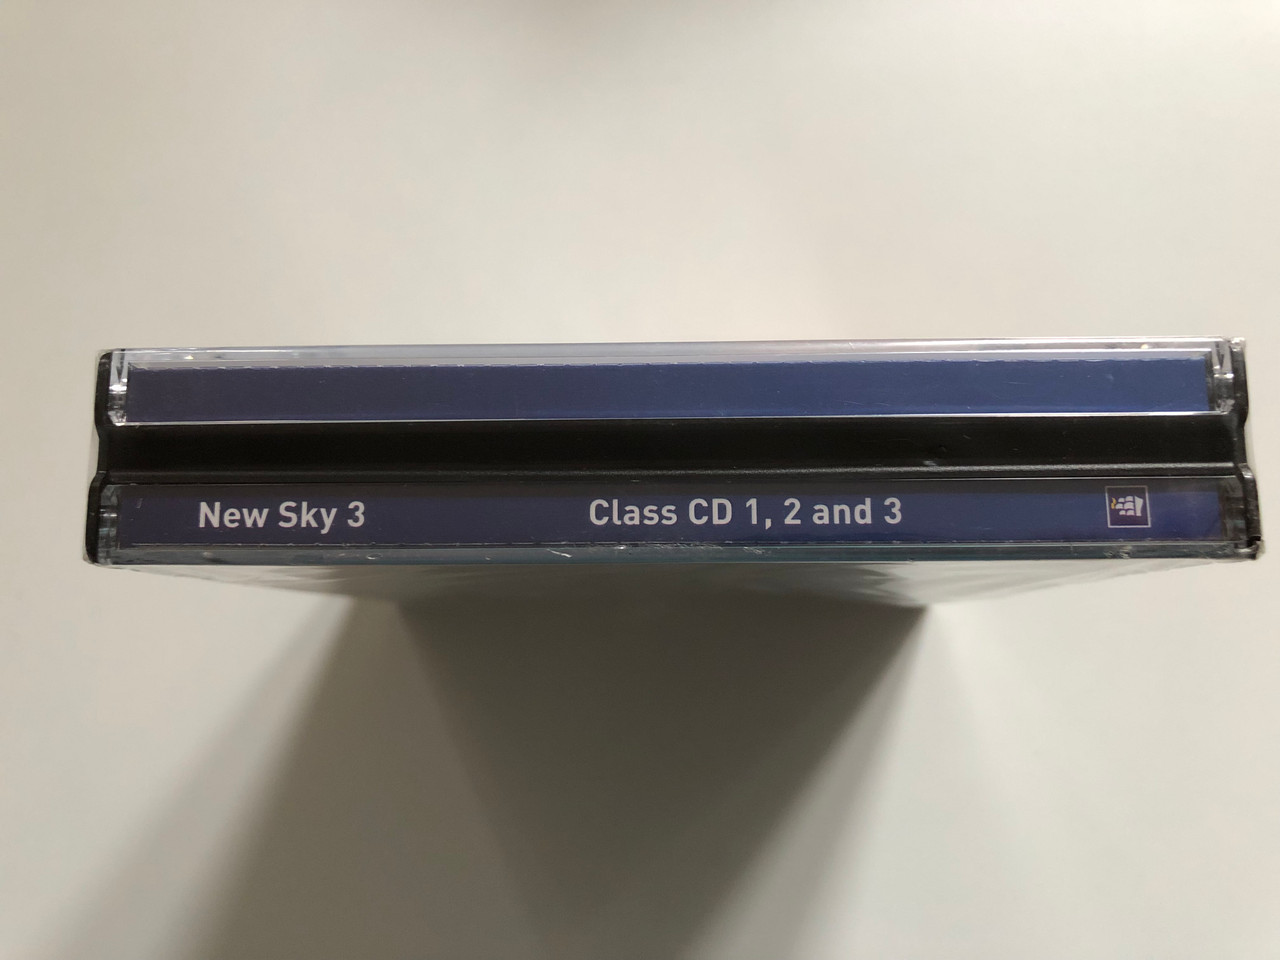 New Sky 3 Class CD 1, 2 and 3